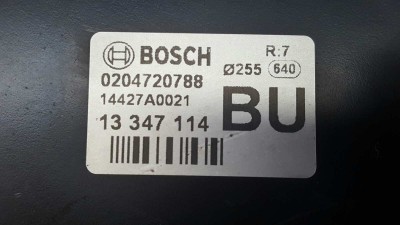 BOSCH
R:7
0204720788
Ø255 640
14427A0021
13 347 114
BU